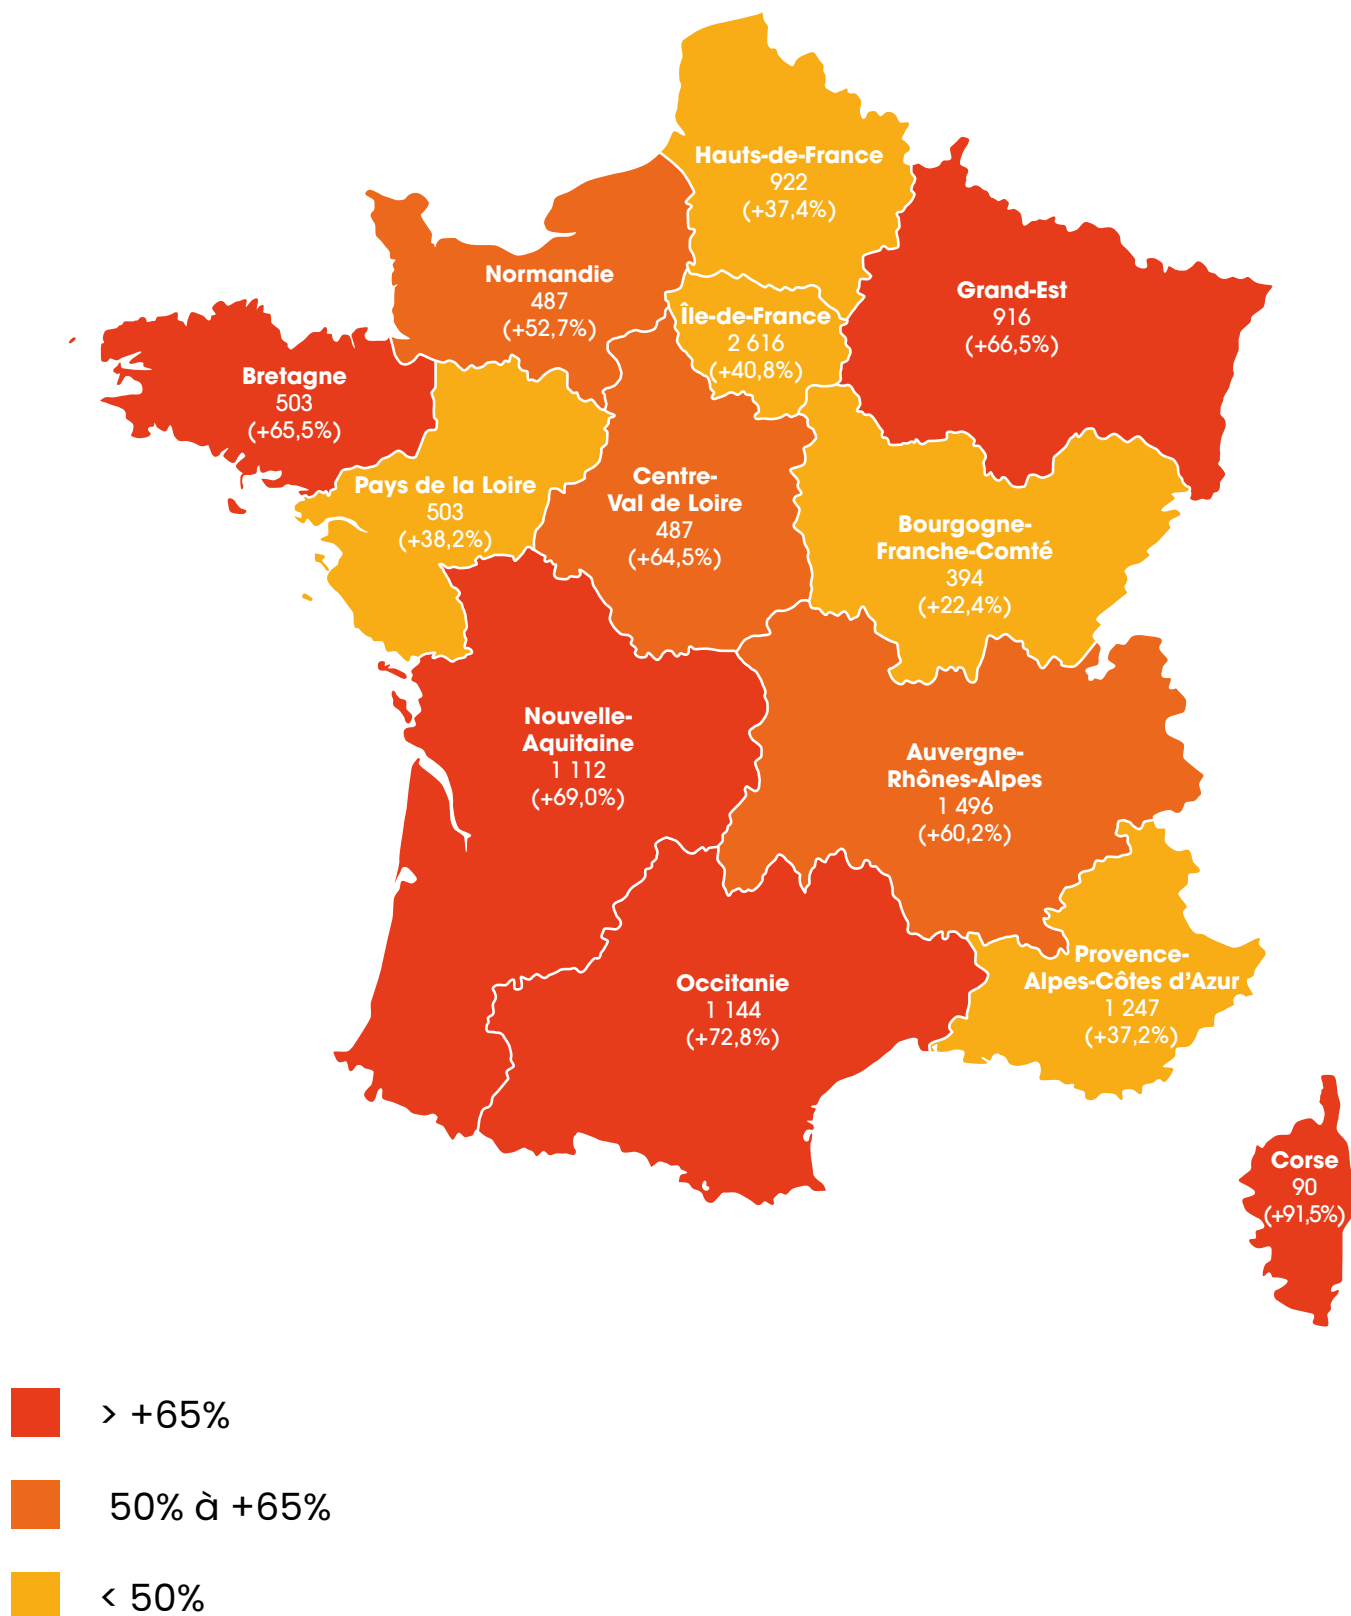 Hauts-de-France
922
(+37,4%)
Normandie
487
(+52,7%)
Grand-Est
916
(+66,5%)
Île-de-France
2 616
(+40,8%)
Bretagne
503
(+65,5%)
Pays de la Loire
503
(+38,2%)
Centre-
Val de Loire
487
(+64,5%)
Bourgogne-
Franche-Comté
394
(+22,4%)
Nouvelle-
Aquitaine
1 112
(+69,0%)
Auvergne-
Rhônes-Alpes
1 496
(+60,2%)
Occitanie
1 144
(+72,8%)
Provence-
Alpes-Côtes d'Azur
1 247
(+37,2%)
Corse
90
(+91,5%)
> +65%
50% à +65%
< 50%